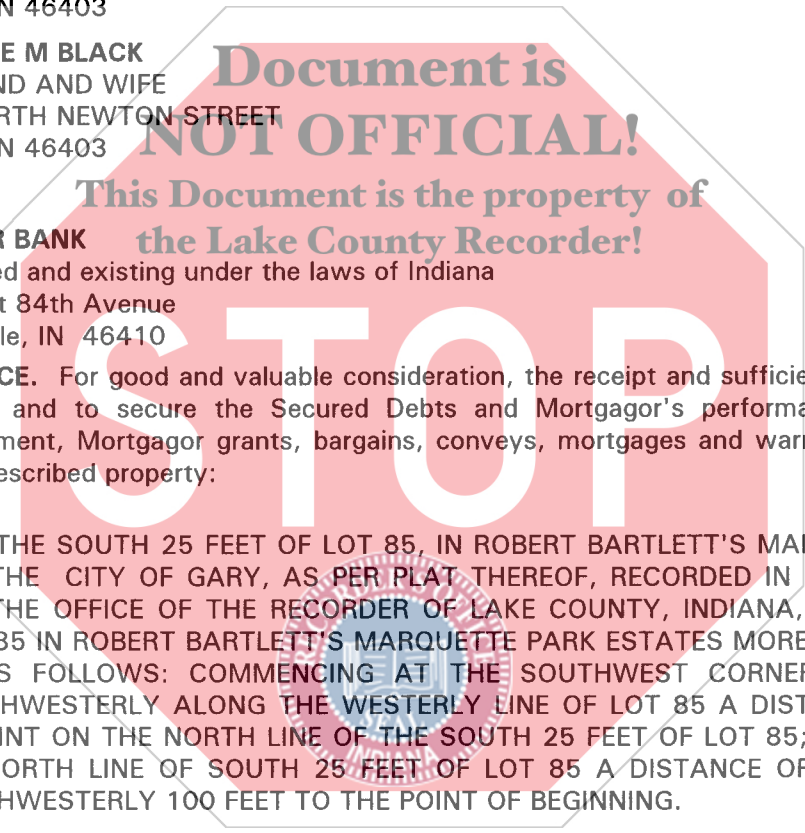 N 46403
E M BLACK
ND AND WIFE
RTH NEWTON STREET
N 46403
Document is
NOT OFFICIAL!
This Document is the property of
the Lake County Recorder!
R BANK
ed and existing under the laws of Indiana
t 84th Avenue
le, IN 46410
STOP
CE. For good and valuable consideration, the receipt and sufficie
and to secure the Secured Debts and Mortgagor's performa
ment, Mortgagor grants, bargains, conveys, mortgages and warr
escribed property:
THE SOUTH 25 FEET OF LOT 85, IN ROBERT BARTLETT'S MAR
THE CITY OF GARY, AS PER PLAT THEREOF, RECORDED IN
THE OFFICE OF THE RECORDER OF LAKE COUNTY, INDIANA,
85 IN ROBERT BARTLETT'S MARQUETTE PARK ESTATES MORE
S FOLLOWS: COMMENCING AT THE SOUTHWEST CORNER
HWESTERLY ALONG THE WESTERLY LINE OF LOT 85 A DIST
INT ON THE NORTH LINE OF THE SOUTH 25 FEET OF LOT 85;
ORTH LINE OF SOUTH 25 FEET OF LOT 85 A DISTANCE OF
HWESTERLY 100 FEET TO THE POINT OF BEGINNING.
SEAL
INDIANA